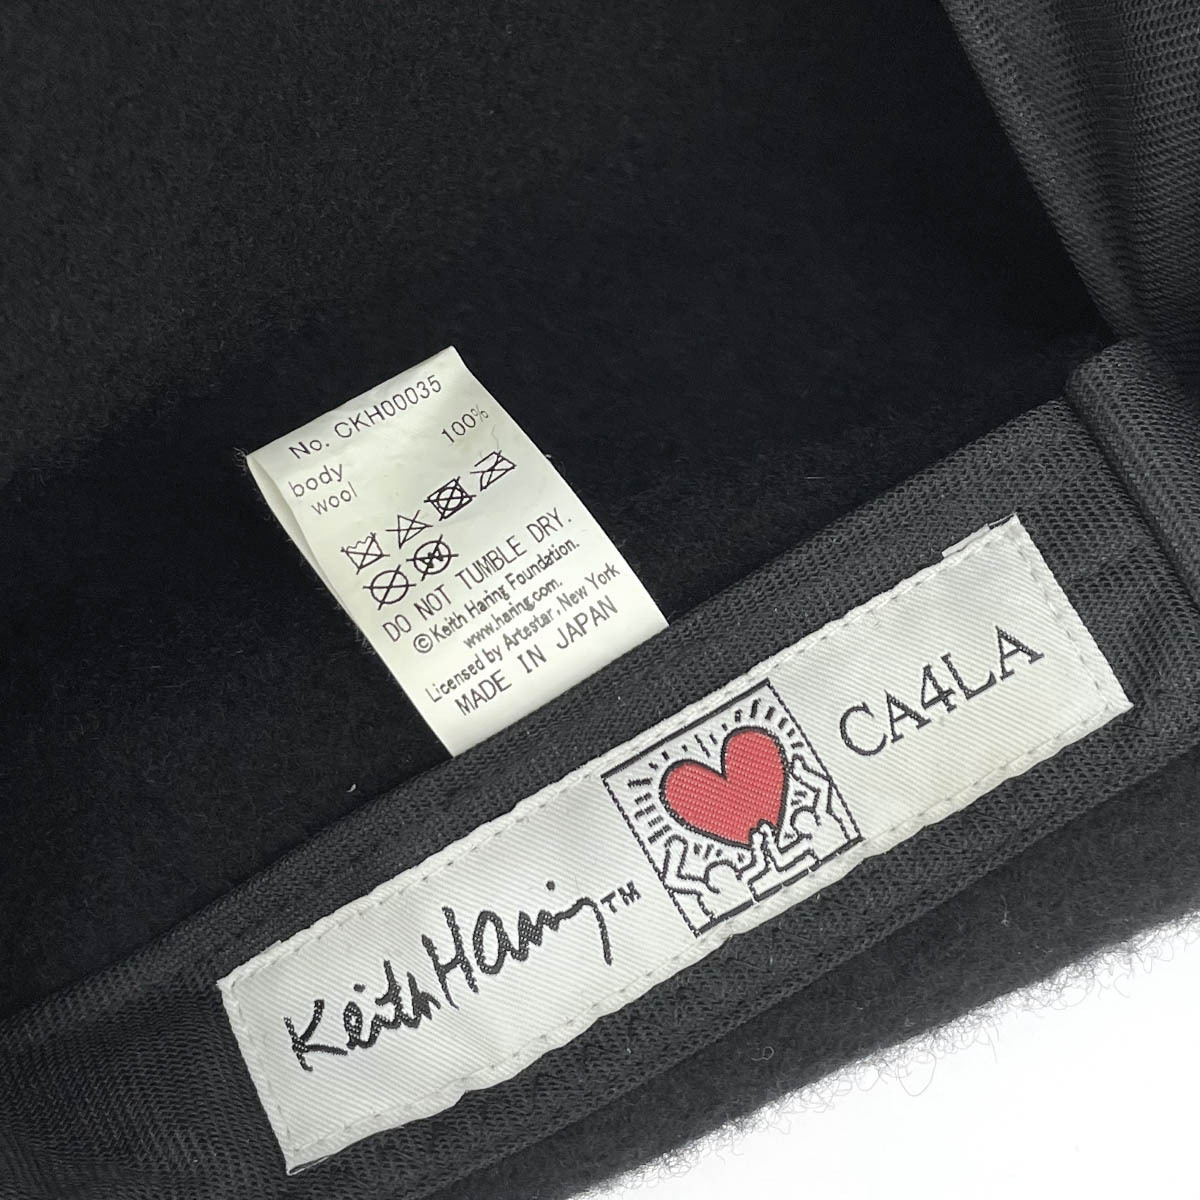 No. CKH00035
body
wool 100%
DO NOT TUMBLE DRY.
©Keith Haring Foundation.
www.haring.com.
Licensed by Artestar, New York
MADE IN JAPAN
Keith Haring™
CA4LA